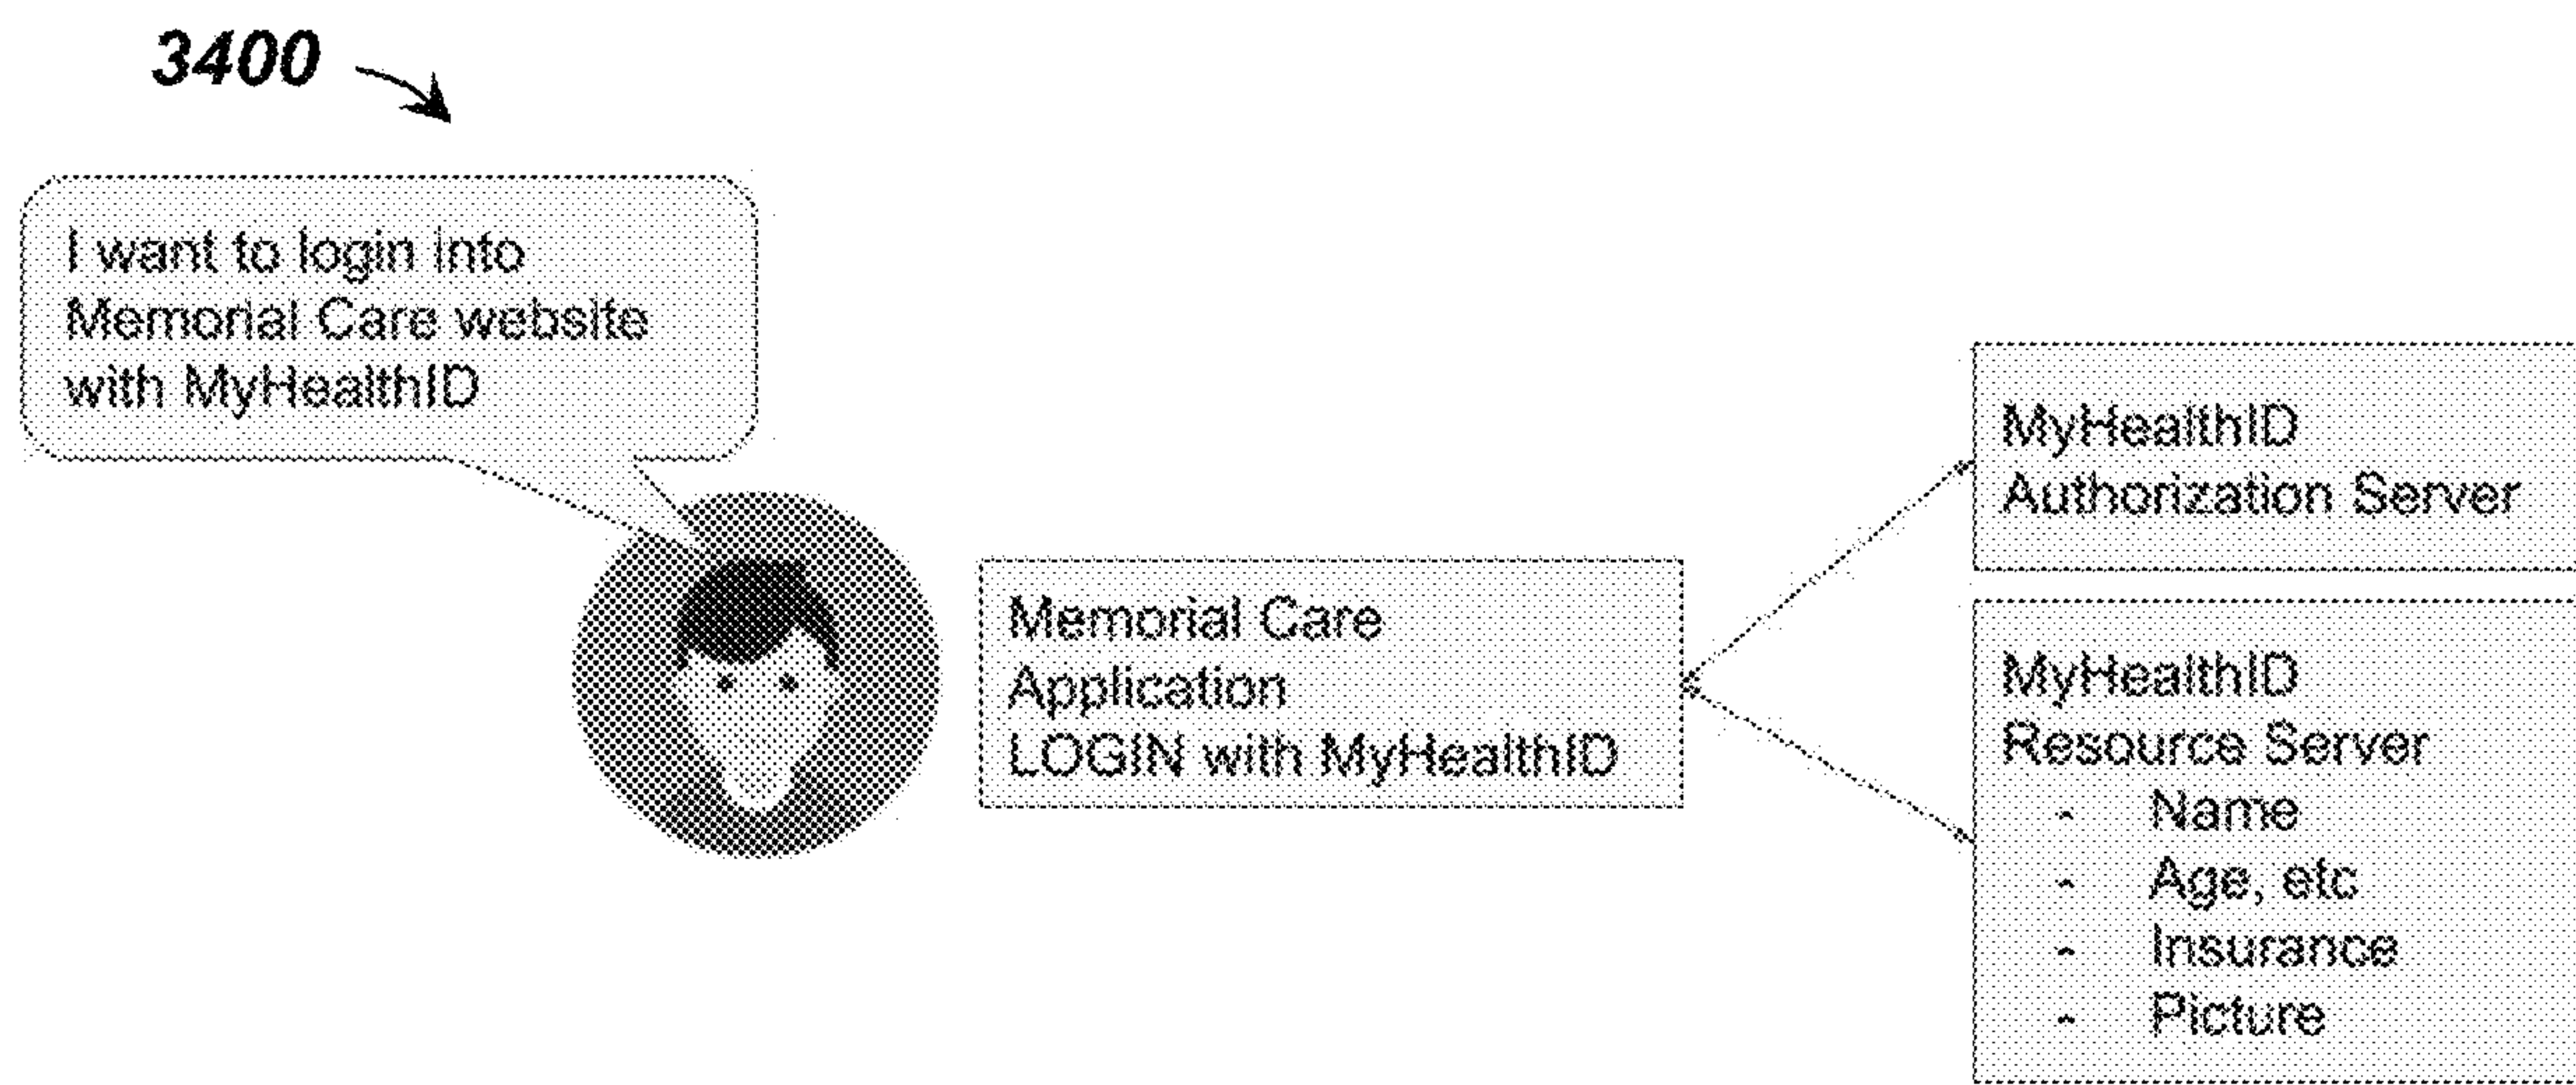 3400
I want to login into
Memorial Care website
with MyHealthID
Memorial Care
Application
LOGIN with MyHealthID
MyHealthID
Authorization Server
MyHealthID
Resource Server
- Name
- Age, etc
- Insurance
- Picture